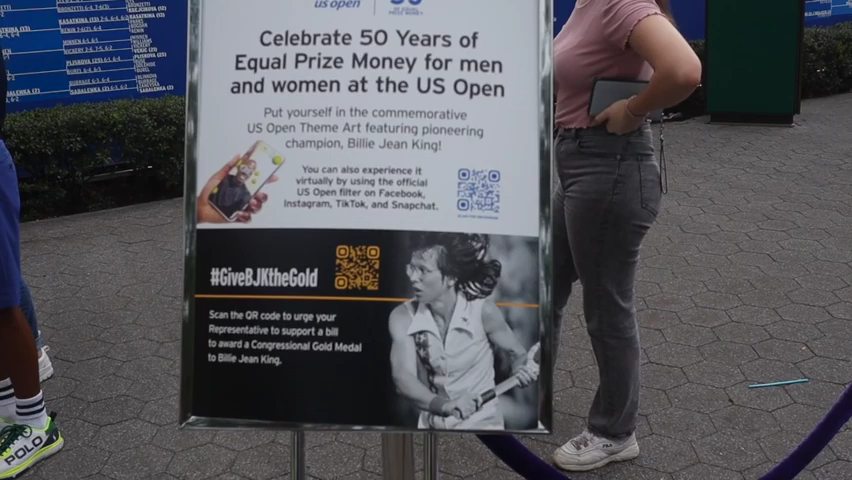 us open
50
Celebrate 50 Years of
Equal Prize Money for men
and women at the US Open
Put yourself in the commemorative
US Open Theme Art featuring pioneering
champion, Billie Jean King!
You can also experience it
virtually by using the official
US Open filter on Facebook,
Instagram, TikTok, and Snapchat.
#GiveBJKtheGold
Scan the QR code to urge your
Representative to support a bill
to award a Congressional Gold Medal
to Billie Jean King.
POLO
FILA